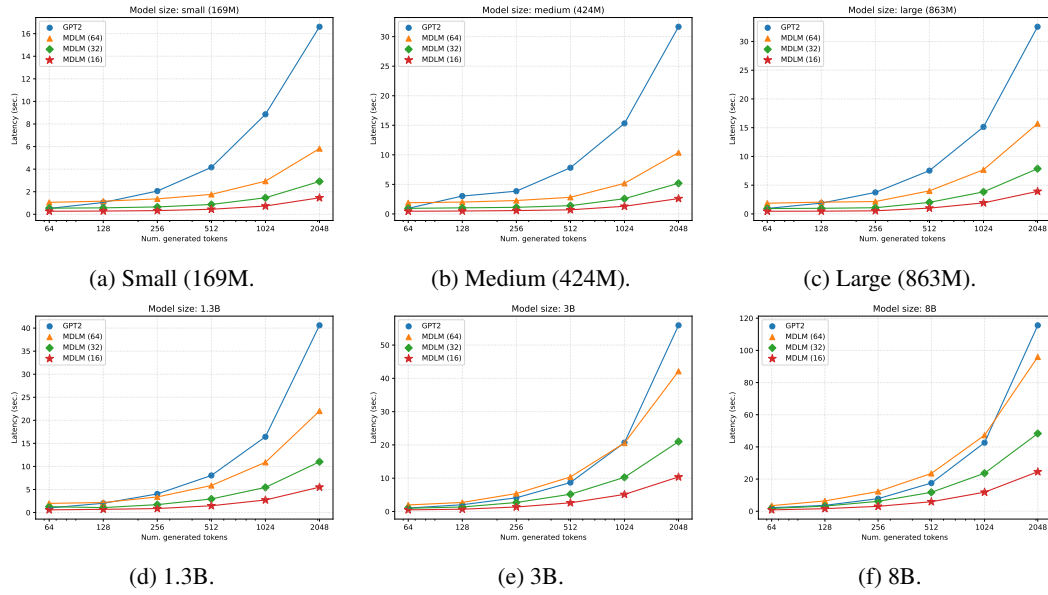 Model size: small (169M)
GPT2
MDLM (64)
MDLM (32)
MDLM (16)
Latency (sec.)
16
14
12
10
8
6
4
2
0
64 128 256 512 1024 2048
Num. generated tokens
(a) Small (169M.
Model size: medium (424M)
GPT2
MDLM (64)
MDLM (32)
MDLM (16)
Latency (sec.)
30
25
20
15
10
5
0
64 128 256 512 1024 2048
Num. generated tokens
(b) Medium (424M).
Model size: large (863M)
GPT2
MDLM (64)
MDLM (32)
MDLM (16)
Latency (sec.)
30
25
20
15
10
5
0
64 128 256 512 1024 2048
Num. generated tokens
(c) Large (863M).
Model size: 1.3B
GPT2
MDLM (64)
MDLM (32)
MDLM (16)
Latency (sec.)
40
35
30
25
20
15
10
5
0
64 128 256 512 1024 2048
Num. generated tokens
(d) 1.3B.
Model size: 3B
GPT2
MDLM (64)
MDLM (32)
MDLM (16)
Latency (sec.)
50
40
30
20
10
0
64 128 256 512 1024 2048
Num. generated tokens
(e) 3B.
Model size: 8B
GPT2
MDLM (64)
MDLM (32)
MDLM (16)
Latency (sec.)
120
100
80
60
40
20
0
64 128 256 512 1024 2048
Num. generated tokens
(f) 8B.